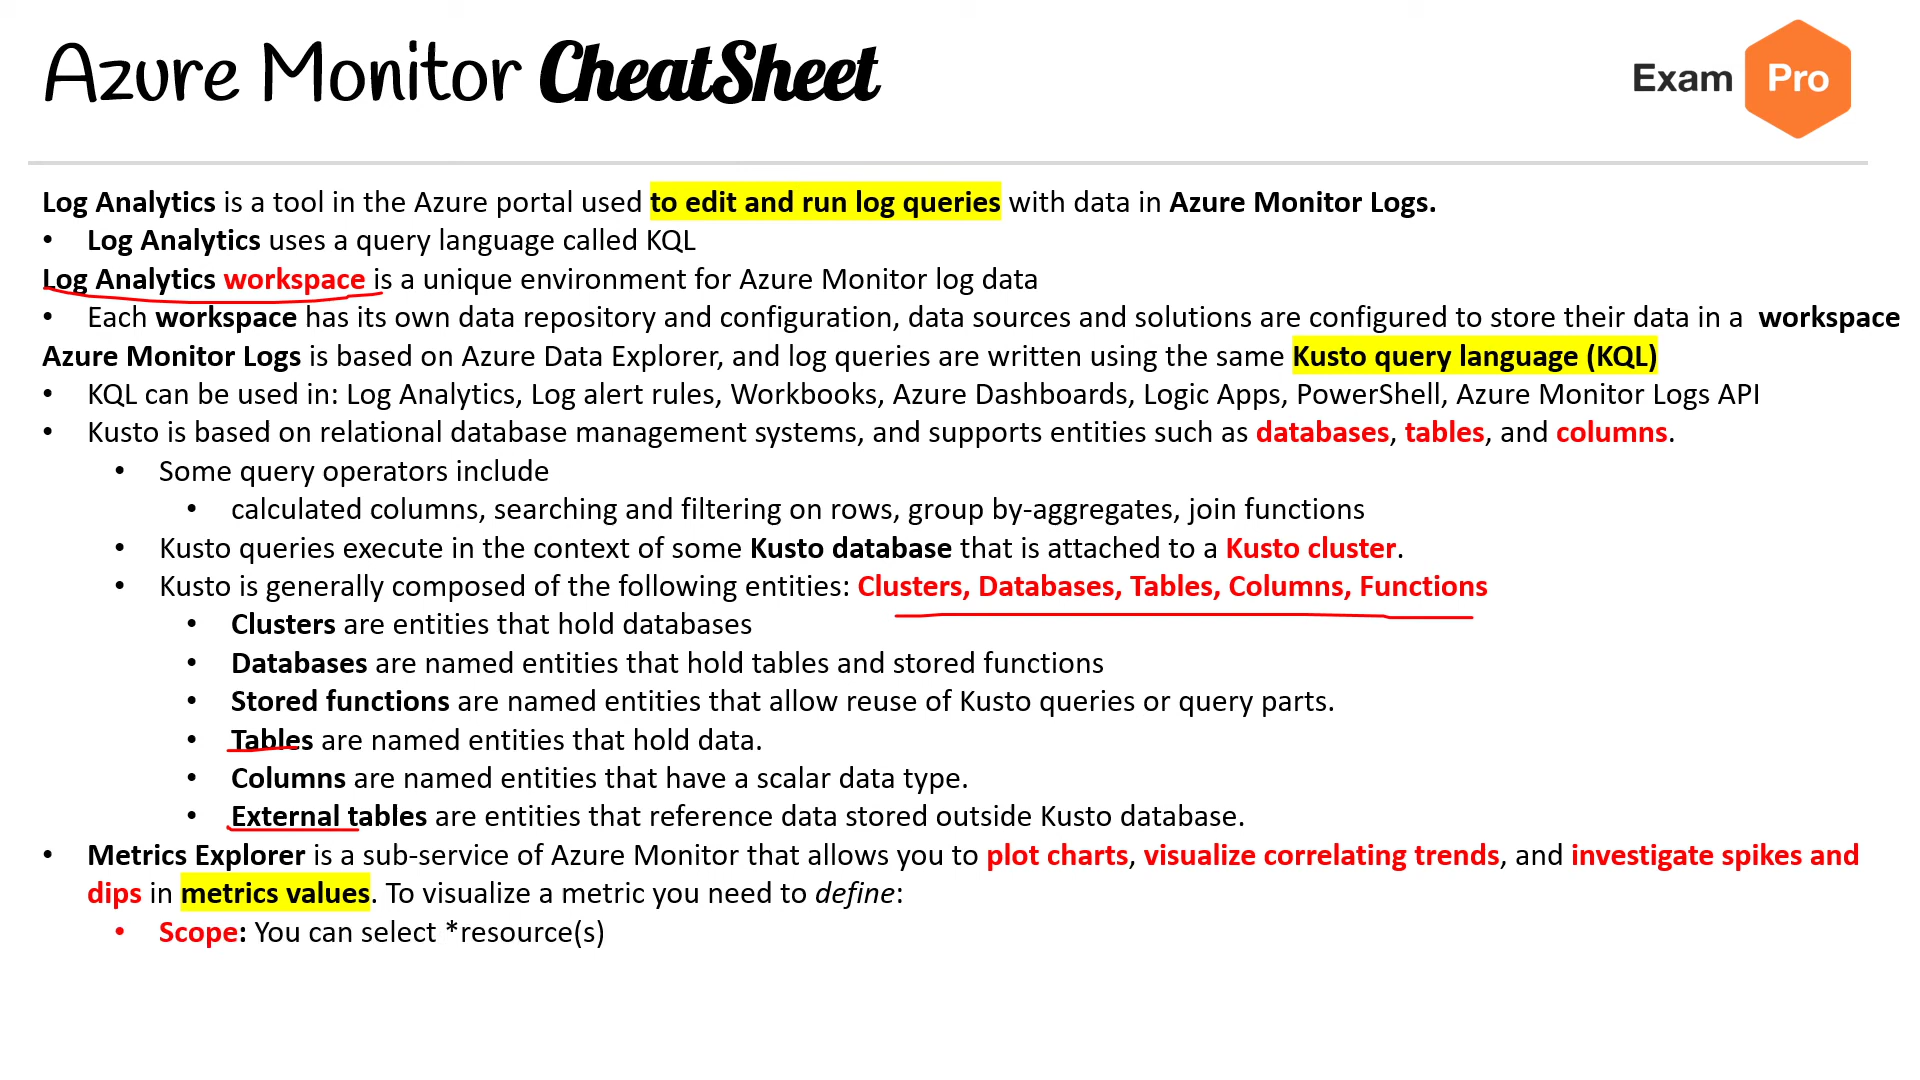 Azure Monitor CheatSheet
Exam Pro
Log Analytics is a tool in the Azure portal used to edit and run log queries with data in Azure Monitor Logs.
• Log Analytics uses a query language called KQL
Log Analytics workspace is a unique environment for Azure Monitor log data
• Each workspace has its own data repository and configuration, data sources and solutions are configured to store their data in a workspace
Azure Monitor Logs is based on Azure Data Explorer, and log queries are written using the same Kusto query language (KQL)
• KQL can be used in: Log Analytics, Log alert rules, Workbooks, Azure Dashboards, Logic Apps, PowerShell, Azure Monitor Logs API
• Kusto is based on relational database management systems, and supports entities such as databases, tables, and columns.
• Some query operators include
• calculated columns, searching and filtering on rows, group by-aggregates, join functions
• Kusto queries execute in the context of some Kusto database that is attached to a Kusto cluster.
• Kusto is generally composed of the following entities: Clusters, Databases, Tables, Columns, Functions
• Clusters are entities that hold databases
• Databases are named entities that hold tables and stored functions
• Stored functions are named entities that allow reuse of Kusto queries or query parts.
• Tables are named entities that hold data.
• Columns are named entities that have a scalar data type.
• External tables are entities that reference data stored outside Kusto database.
• Metrics Explorer is a sub-service of Azure Monitor that allows you to plot charts, visualize correlating trends, and investigate spikes and
dips in metrics values. To visualize a metric you need to define:
• Scope: You can select *resource(s)